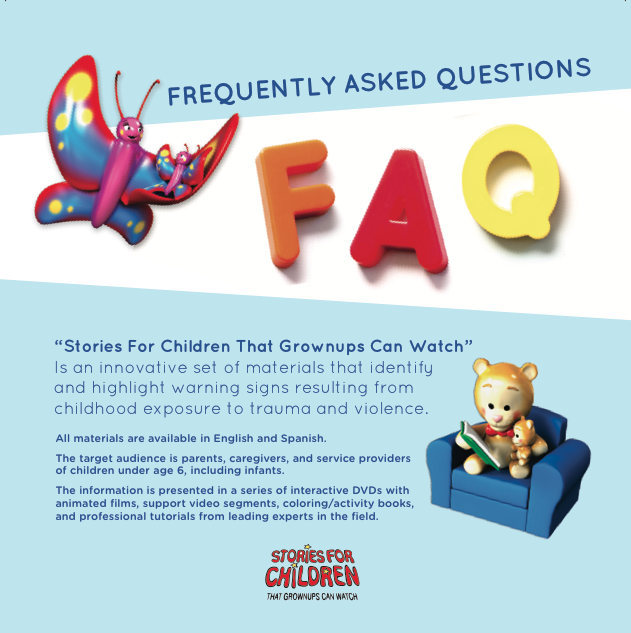 FREQUENTLY ASKED QUESTIONS
FAQ
“Stories For Children That Grownups Can Watch”
Is an innovative set of materials that identify
and highlight warning signs resulting from
childhood exposure to trauma and violence.
All materials are available in English and Spanish.
The target audience is parents, caregivers, and service providers
of children under age 6, including infants.
The information is presented in a series of interactive DVDs with
animated films, support video segments, coloring/activity books,
and professional tutorials from leading experts in the field.
STORIES FOR
CHILDREN
THAT GROWNUPS CAN WATCH